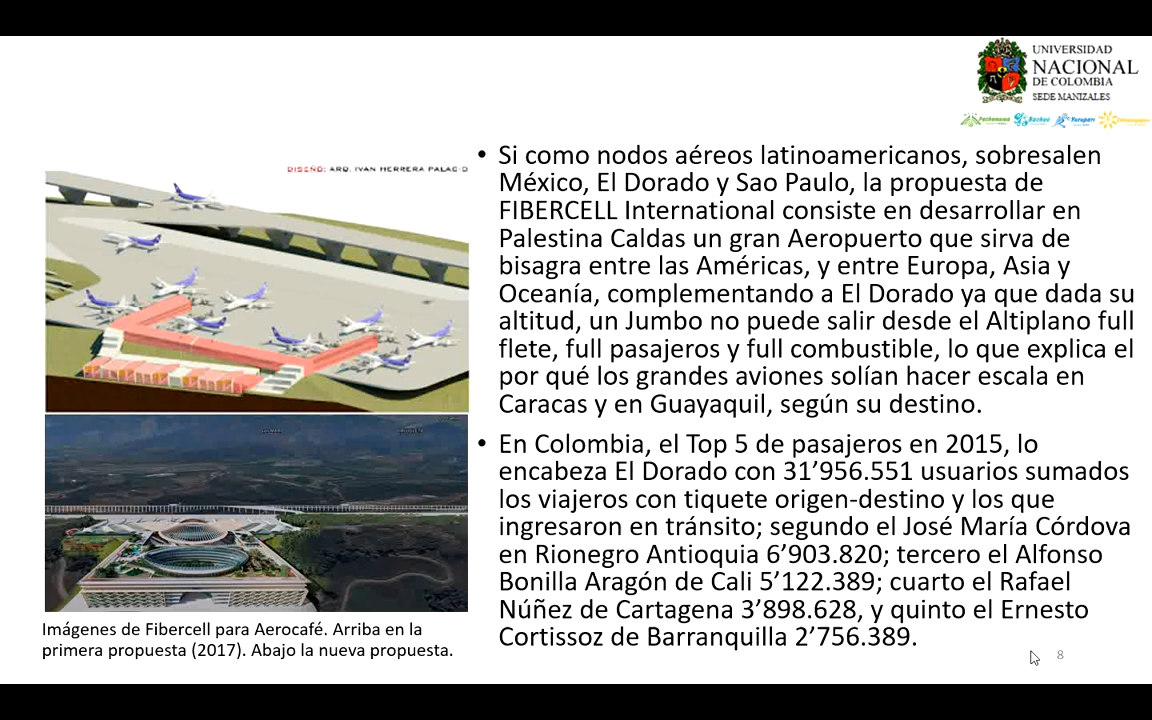 UNIVERSIDAD
NACIONAL
DE COLOMBIA
SEDE MANIZALES
DISEÑO: ARQ. IVAN HERRERA PALACIO
• Si como nodos aéreos latinoamericanos, sobresalen
México, El Dorado y Sao Paulo, la propuesta de
FIBERCELL International consiste en desarrollar en
Palestina Caldas un gran Aeropuerto que sirva de
bisagra entre las Américas, y entre Europa, Asia y
Oceanía, complementando a El Dorado ya que dada su
altitud, un Jumbo no puede salir desde el Altiplano full
flete, full pasajeros y full combustible, lo que explica el
por qué los grandes aviones solían hacer escala en
Caracas y en Guayaquil, según su destino.
• En Colombia, el Top 5 de pasajeros en 2015, lo
encabeza El Dorado con 31’956.551 usuarios sumados
los viajeros con tiquete origen-destino y los que
ingresaron en tránsito; segundo el José María Córdova
en Rionegro Antioquia 6’903.820; tercero el Alfonso
Bonilla Aragón de Cali 5’122.389; cuarto el Rafael
Núñez de Cartagena 3’898.628, y quinto el Ernesto
Cortissoz de Barranquilla 2’756.389.
Imágenes de Fibercell para Aerocafé. Arriba en la
primera propuesta (2017). Abajo la nueva propuesta.
8